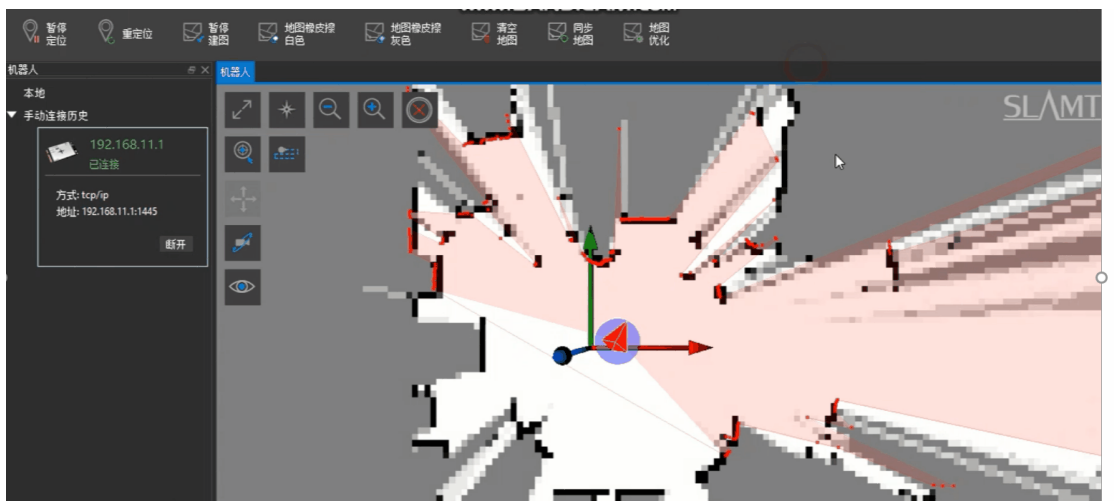 暂停
定位
重定位
暂停
建图
地图橡皮擦
白色
地图橡皮擦
灰色
清空
地图
同步
地图
地图
优化
机器人
机器人
本地
手动连接历史
192.168.11.1
已连接
方式: tcp/ip
地址: 192.168.11.1:1445
断开
SLAMT